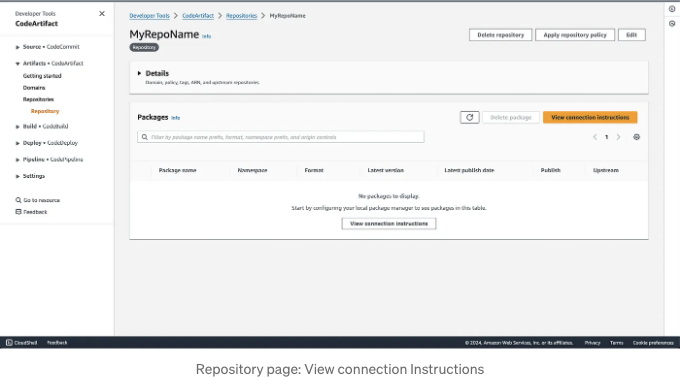 Developer Tools
CodeArtifact
Source • CodeCommit
Artifacts • CodeArtifact
Getting started
Domains
Repositories
Repository
Build • CodeBuild
Deploy • CodeDeploy
Pipeline • CodePipeline
Settings
Go to resource
Feedback
Developer Tools > CodeArtifact > Repositories > MyRepoName
MyRepoName Info
Repository
Delete repository
Apply repository policy
Edit
Details
Domain, policy, tags, ARN, and upstream repositories.
Packages Info
Delete package
View connection instructions
Filter by package name prefix, format, namespace prefix, and origin controls
1
Package name Namespace Format Latest version Latest publish date Publish Upstream
No packages to display.
Start by configuring your local package manager to see packages in this table.
View connection instructions
CloudShell Feedback © 2024, Amazon Web Services, Inc. or its affiliates. Privacy Terms Cookie preferences
Repository page: View connection Instructions